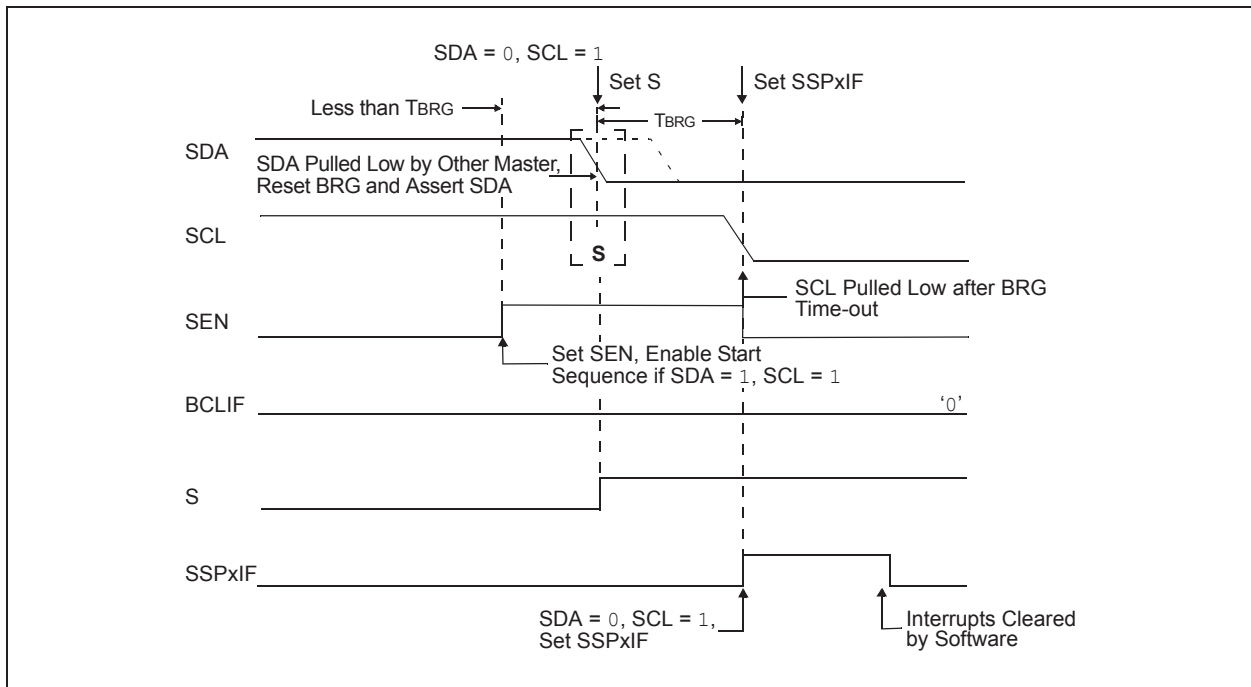 SDA = 0, SCL = 1
Set S
Set SSPxIF
Less than TBRG
TBRG
SDA
SDA Pulled Low by Other Master,
Reset BRG and Assert SDA
SCL
S
SCL Pulled Low after BRG
Time-out
SEN
Set SEN, Enable Start
Sequence if SDA = 1, SCL = 1
BCLIF
‘0’
S
SSPxIF
SDA = 0, SCL = 1,
Set SSPxIF
Interrupts Cleared
by Software